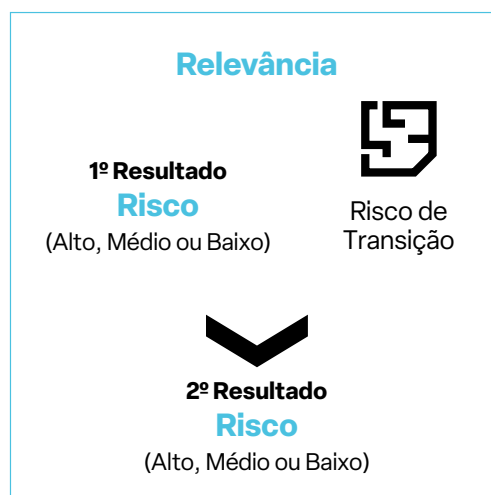 Relevância
1º Resultado
Risco
(Alto, Médio ou Baixo)
Risco de
Transição
2º Resultado
Risco
(Alto, Médio ou Baixo)